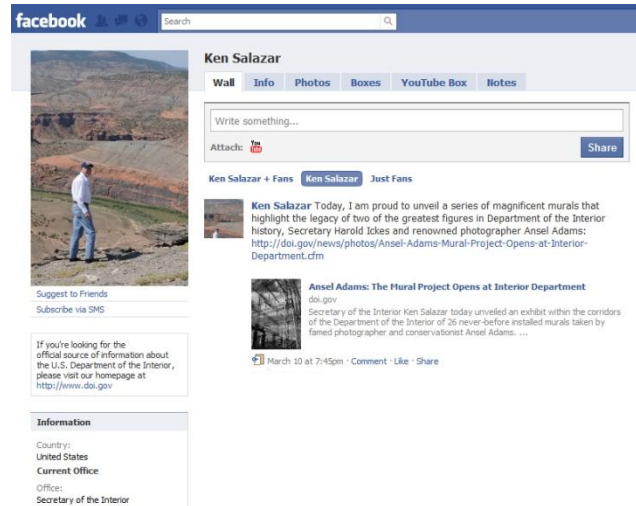 facebook
Search
Ken Salazar
Wall Info Photos Boxes YouTube Box Notes
Write something...
Attach: You Tube
Share
Ken Salazar + Fans Ken Salazar Just Fans
Ken Salazar Today, I am proud to unveil a series of magnificent murals that
highlight the legacy of two of the greatest figures in Department of the Interior
history, Secretary Harold Ickes and renowned photographer Ansel Adams:
http://doi.gov/news/photos/Ansel-Adams-Mural-Project-Opens-at-Interior-
Department.cfm
Ansel Adams: The Mural Project Opens at Interior Department
doi.gov
Secretary of the Interior Ken Salazar today unveiled an exhibit within the corridors
of the Department of the Interior of 26 never-before installed murals taken by
famed photographer and conservationist Ansel Adams. ...
March 10 at 7:45pm · Comment · Like · Share
Suggest to Friends
Subscribe via SMS
If you're looking for the
official source of information about
the U.S. Department of the Interior,
please visit our homepage at
http://www.doi.gov
Information
Country:
United States
Current Office
Office:
Secretary of the Interior